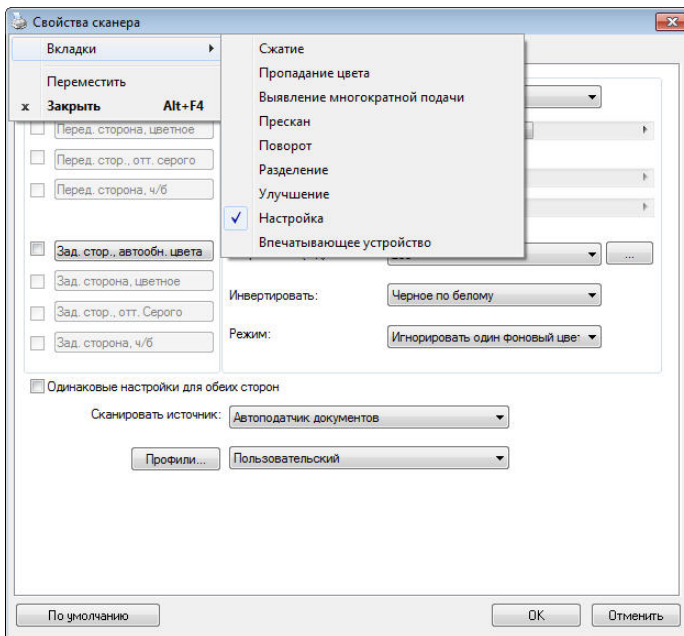 Свойства сканера
Вкладки
Переместить
x Закрыть Alt+F4
Сжатие
Пропадание цвета
Выявление многократной подачи
Прескан
Поворот
Разделение
Улучшение
Настройка
Впечатывающее устройство
Перед. сторона, цветное
Перед. стор., отт. серого
Перед. сторона, ч/б
Зад. стор., автообн. цвета
...
Зад. сторона, цветное
Инвертировать: Черное по белому
Зад. стор., отт. Серого
Режим: Игнорировать один фоновый цвет
Зад. сторона, ч/б
Одинаковые настройки для обеих сторон
Сканировать источник: Автоподатчик документов
Профили... Пользовательский
По умолчанию
OK
Отменить